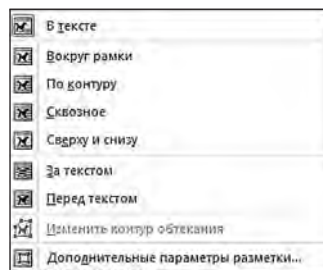 В тексте
Вокруг рамки
По контуру
Сквозное
Сверху и снизу
За текстом
Перед текстом
Изменить контур обтекания
Дополнительные параметры разметки...